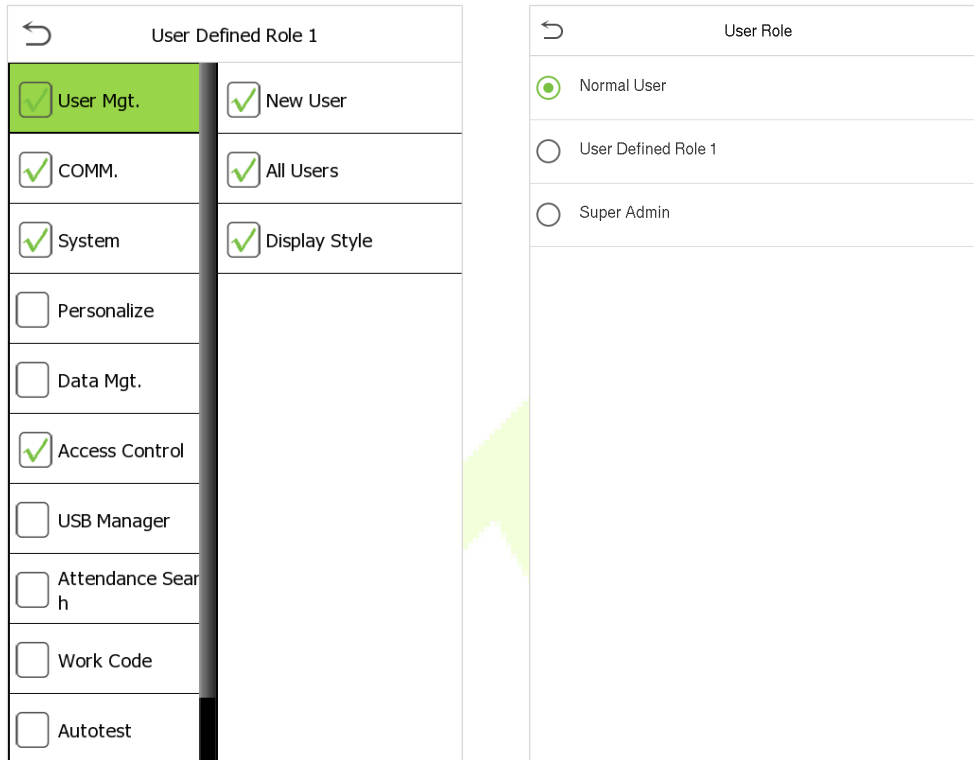 User Defined Role 1
User Mgt.
COMM.
System
Personalize
Data Mgt.
Access Control
USB Manager
Attendance Sear
h
Work Code
Autotest
New User
All Users
Display Style
User Role
Normal User
User Defined Role 1
Super Admin